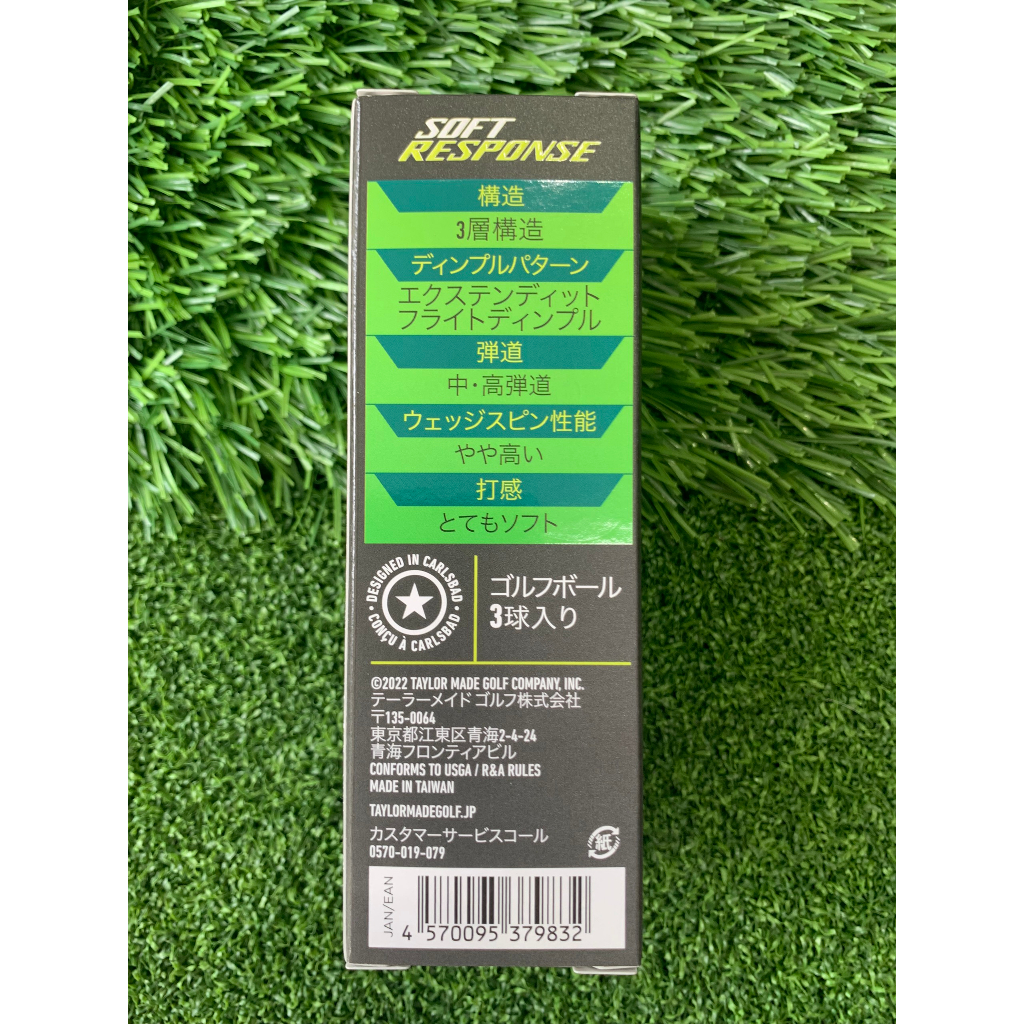 SOFT
RESPONSE
構造
3層構造
ディンプルパターン
エクステンディット
フライトディンプル
弾道
中・高弾道
ウェッジスピン性能
やや高い
打感
とてもソフト
DESIGNED IN CARLSBAD
CONÇU À CARLSBAD
ゴルフボール
3球入り
©2022 TAYLOR MADE GOLF COMPANY, INC.
テーラーメイド ゴルフ株式会社
〒135-0064
東京都江東区青海2-4-24
青海フロンティアビル
CONFORMS TO USGA / R&A RULES
MADE IN TAIWAN
TAYLORMADEGOLF.JP
カスタマーサービスコール
0570-019-079
紙
JAN/EAN
4 570095 379832